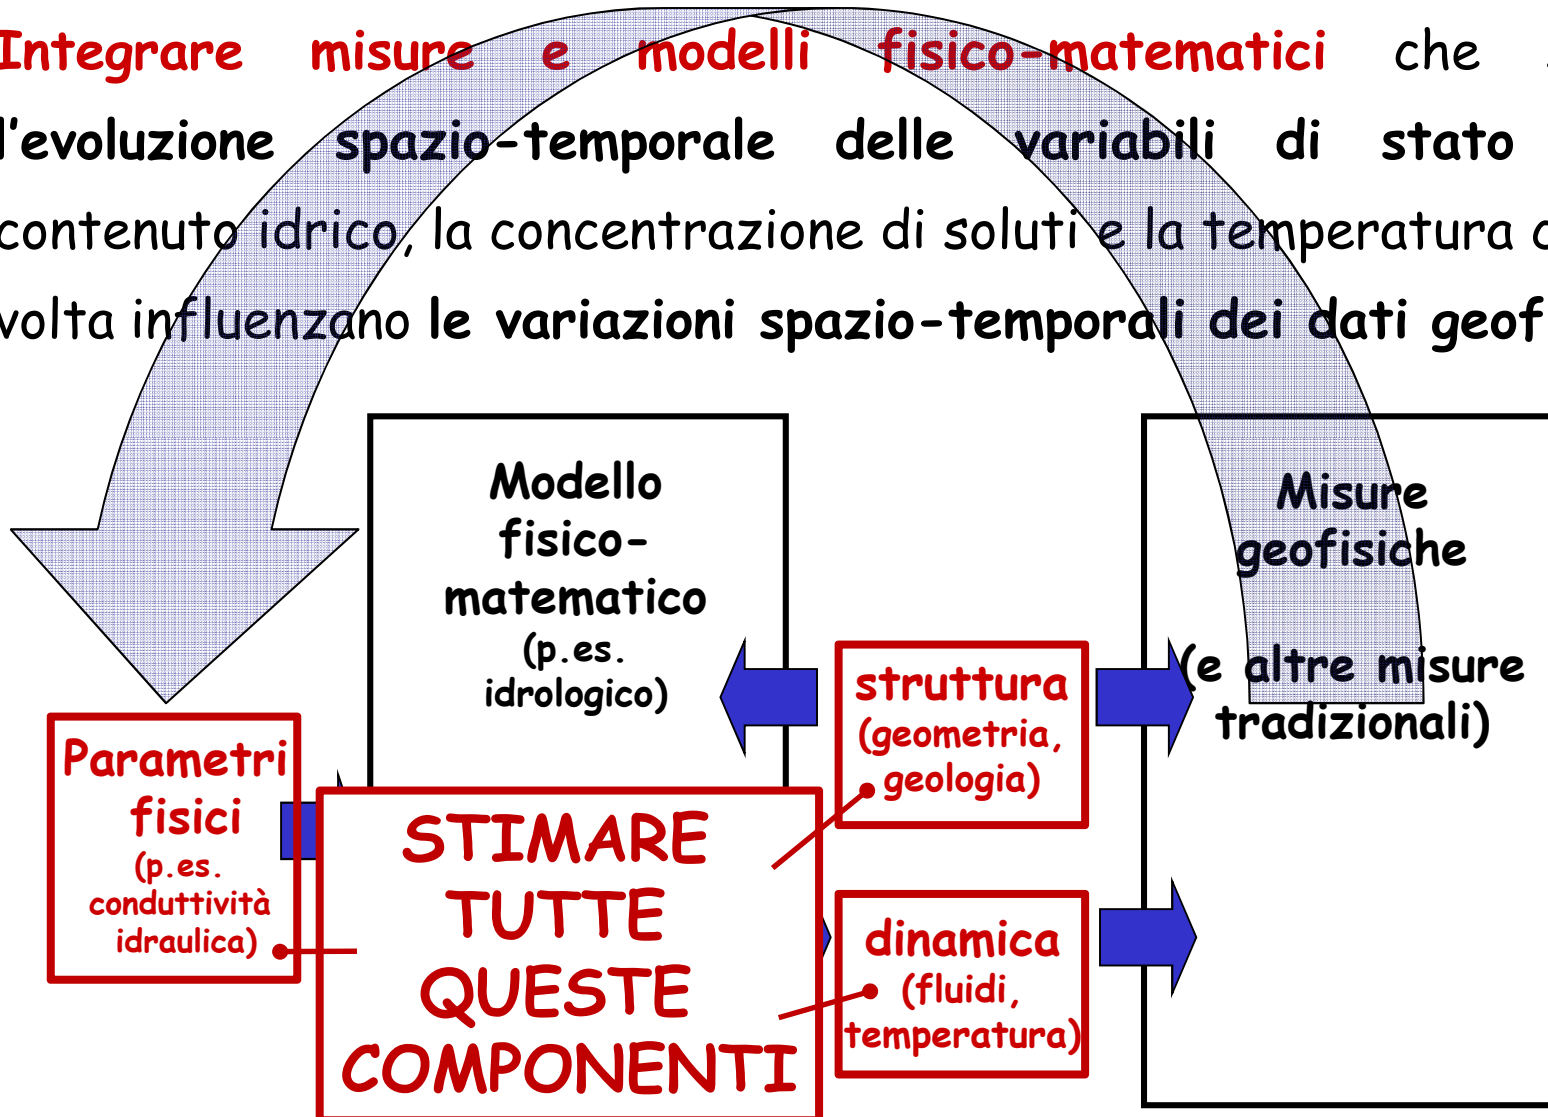 Integrare misure e modelli fisico-matematici che
l'evoluzione spazio-temporale delle variabili di stato
contenuto idrico, la concentrazione di soluti e la temperatura
volta influenzano le variazioni spazio-temporali dei dati geof
Modello
fisico-
matematico
(p.es.
idrologico)
Misure
geofisiche
(e altre misure
tradizionali)
struttura
(geometria,
geologia)
Parametri
fisici
(p.es.
conduttività
idraulica)
STIMARE
TUTTE
QUESTE
COMPONENTI
dinamica
(fluidi,
temperatura)